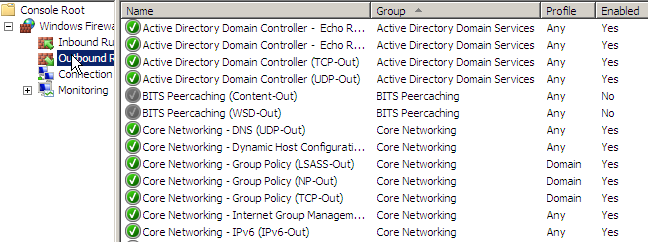 Console Root
Windows Firewa
Inbound Ru
Outbound R
Connection
Monitoring
Name Group Profile Enabled
Active Directory Domain Controller - Echo R... Active Directory Domain Services Any Yes
Active Directory Domain Controller - Echo R... Active Directory Domain Services Any Yes
Active Directory Domain Controller (TCP-Out) Active Directory Domain Services Any Yes
Active Directory Domain Controller (UDP-Out) Active Directory Domain Services Any Yes
BITS Peercaching (Content-Out) BITS Peercaching Any No
BITS Peercaching (WSD-Out) BITS Peercaching Any No
Core Networking - DNS (UDP-Out) Core Networking Any Yes
Core Networking - Dynamic Host Configurati... Core Networking Any Yes
Core Networking - Group Policy (LSASS-Out) Core Networking Domain Yes
Core Networking - Group Policy (NP-Out) Core Networking Domain Yes
Core Networking - Group Policy (TCP-Out) Core Networking Domain Yes
Core Networking - Internet Group Managem... Core Networking Any Yes
Core Networking - IPv6 (IPv6-Out) Core Networking Any Yes